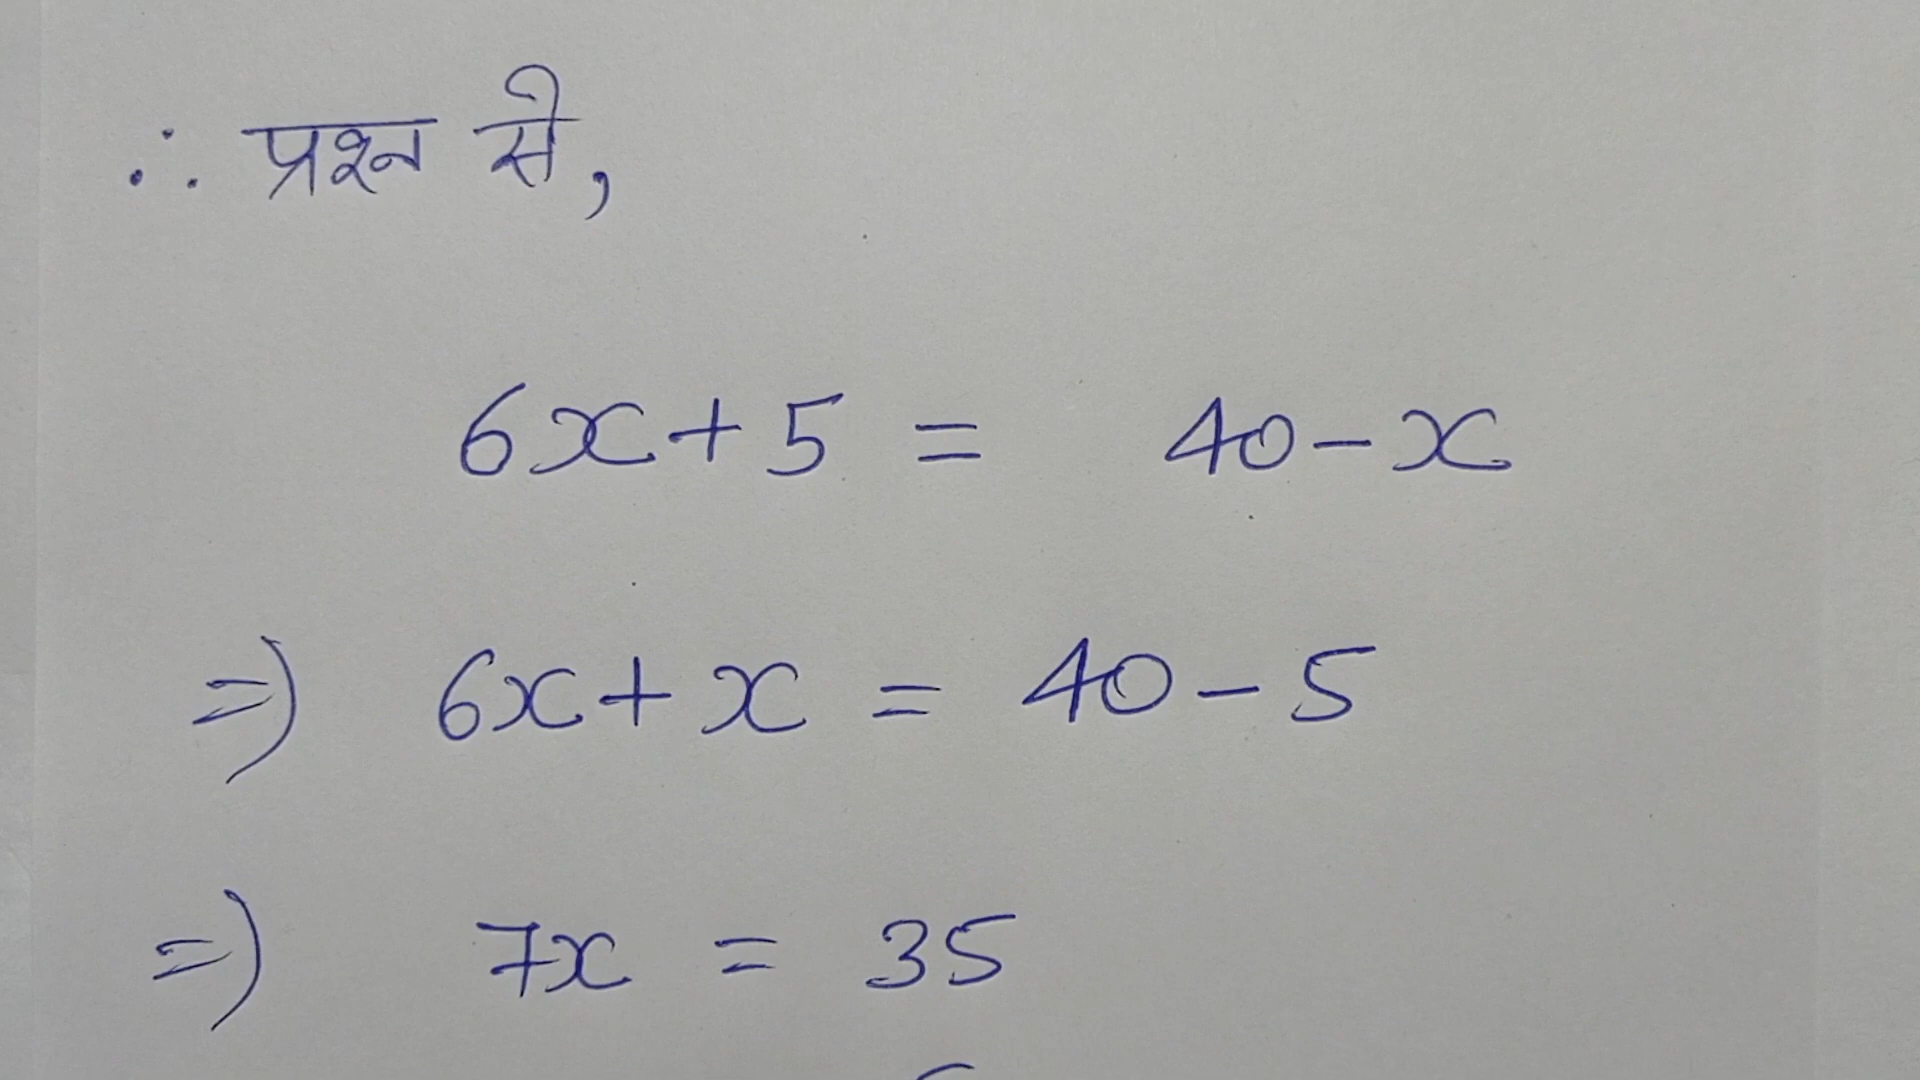 ∴ प्रश्न से,
6x + 5 = 40 - x
=) 6x + x = 40 - 5
=) 7x = 35